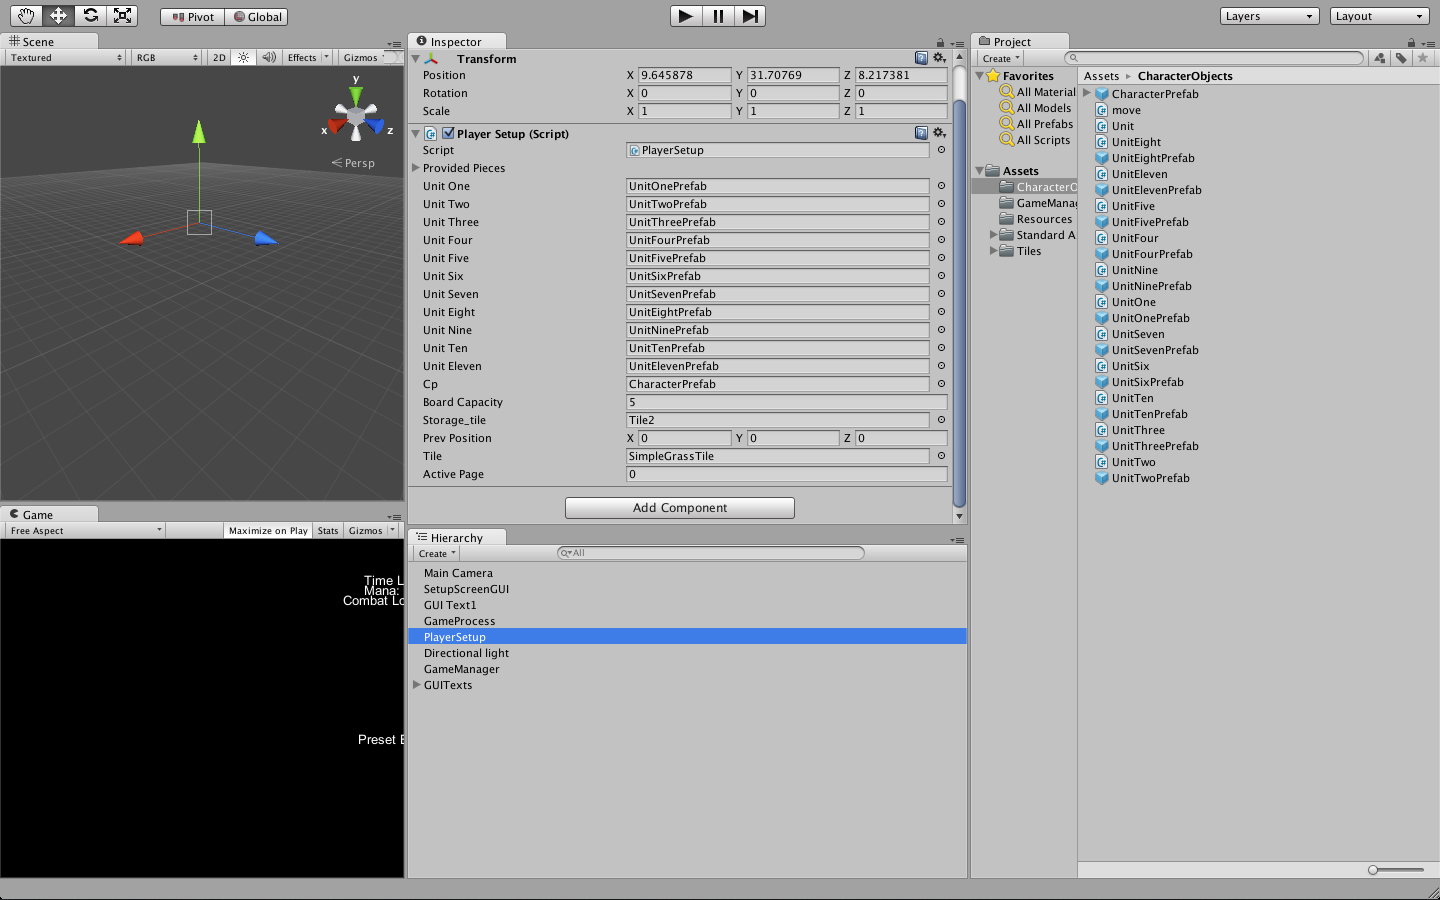 Pivot
Global
Layers
Layout
Scene
Textured
RGB
2D
Effects
Gizmos
y
x
z
Persp
Game
Free Aspect
Maximize on Play
Stats
Gizmos
Time L
Mana:
Combat Lo
Preset E
Inspector
Transform
Position X 9.645878 Y 31.70769 Z 8.217381
Rotation X 0 Y 0 Z 0
Scale X 1 Y 1 Z 1
Player Setup (Script)
Script PlayerSetup
Provided Pieces
Unit One UnitOnePrefab
Unit Two UnitTwoPrefab
Unit Three UnitThreePrefab
Unit Four UnitFourPrefab
Unit Five UnitFivePrefab
Unit Six UnitSixPrefab
Unit Seven UnitSevenPrefab
Unit Eight UnitEightPrefab
Unit Nine UnitNinePrefab
Unit Ten UnitTenPrefab
Unit Eleven UnitElevenPrefab
Cp CharacterPrefab
Board Capacity 5
Storage_tile Tile2
Prev Position X 0 Y 0 Z 0
Tile SimpleGrassTile
Active Page 0
Add Component
Hierarchy
Create
All
Main Camera
SetupScreenGUI
GUI Text1
GameProcess
PlayerSetup
Directional light
GameManager
GUITexts
Project
Create
Favorites
All Material
All Models
All Prefabs
All Scripts
Assets
CharacterO
GameManag
Resources
Standard A
Tiles
Assets CharacterObjects
CharacterPrefab
move
Unit
UnitEight
UnitEightPrefab
UnitEleven
UnitElevenPrefab
UnitFive
UnitFivePrefab
UnitFour
UnitFourPrefab
UnitNine
UnitNinePrefab
UnitOne
UnitOnePrefab
UnitSeven
UnitSevenPrefab
UnitSix
UnitSixPrefab
UnitTen
UnitTenPrefab
UnitThree
UnitThreePrefab
UnitTwo
UnitTwoPrefab